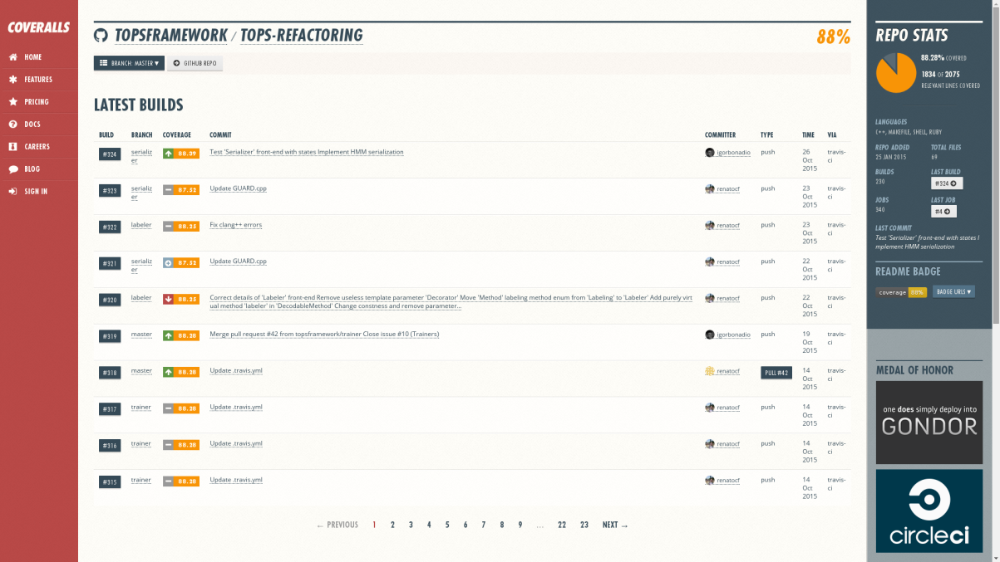 COVERALLS
HOME
FEATURES
PRICING
DOCS
CAREERS
BLOG
SIGN IN
TOPSFRAMEWORK / TOPS-REFACTORING
88%
BRANCH: MASTER ▾ GITHUB REPO
LATEST BUILDS
BUILD BRANCH COVERAGE COMMIT COMMITTER TYPE TIME VIA
#324 serializ er 88.39 Test 'Serializer' front-end with states Implement HMM serialization igorbonadio push 26 Oct 2015 travis-ci
#323 serializ er 87.52 Update GUARD.cpp renatocf push 23 Oct 2015 travis-ci
#322 labeler 88.25 Fix clang++ errors renatocf push 23 Oct 2015 travis-ci
#321 serializ er 87.52 Update GUARD.cpp renatocf push 22 Oct 2015 travis-ci
#320 labeler 88.25 Correct details of 'Labeler' front-end Remove useless template parameter 'Decorator' Move 'Method' labeling method enum from 'Labeling' to 'Labeler' Add purely virt
ual method 'labeler' in 'DecodableMethod' Change constness and remove parameter... renatocf push 22 Oct 2015 travis-ci
#319 master 88.28 Merge pull request #42 from topsframework/trainer Close issue #10 (Trainers) igorbonadio push 19 Oct 2015 travis-ci
#318 master 88.28 Update .travis.yml renatocf PULL #42 14 Oct 2015 travis-ci
#317 trainer 88.28 Update .travis.yml renatocf push 14 Oct 2015 travis-ci
#316 trainer 88.28 Update .travis.yml renatocf push 14 Oct 2015 travis-ci
#315 trainer 88.28 Update .travis.yml renatocf push 14 Oct 2015 travis-ci
← PREVIOUS 1 2 3 4 5 6 7 8 9 ... 22 23 NEXT →
REPO STATS
88.28% COVERED
1834 OF 2075
RELEVANT LINES COVERED
LANGUAGES
C++, MAKEFILE, SHELL, RUBY
REPO ADDED TOTAL FILES
25 JAN 2015 69
BUILDS LAST BUILD
230 #324
JOBS LAST JOB
340 #4
LAST COMMIT
Test 'Serializer' front-end with states I
mplement HMM serialization
README BADGE
coverage 88% BADGE URLS ▾
MEDAL OF HONOR
one does simply deploy into
GONDOR
circleci